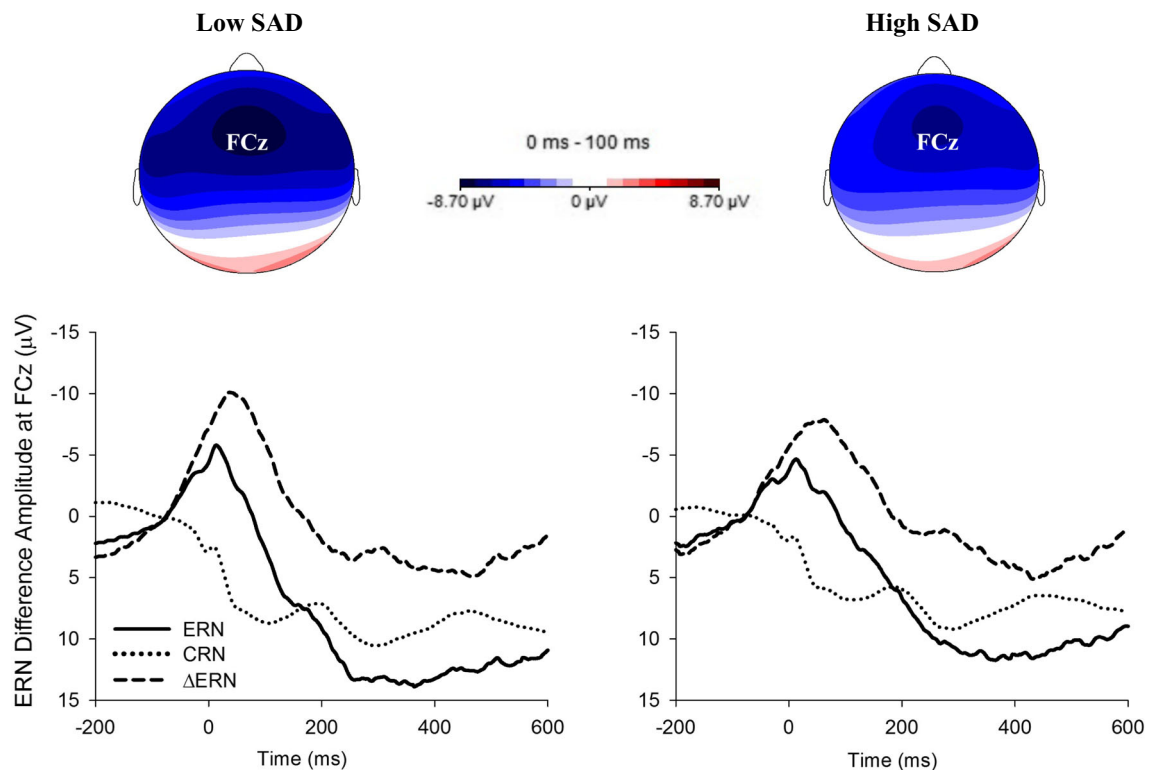 Low SAD
High SAD
FCz
FCz
0 ms - 100 ms
-8.70 µV
0 µV
8.70 µV
ERN Difference Amplitude at FCz (µV)
-15
-10
-5
0
5
10
15
ERN
CRN
ΔERN
-200
0
200
400
600
Time (ms)
-15
-10
-5
0
5
10
15
-200
0
200
400
600
Time (ms)